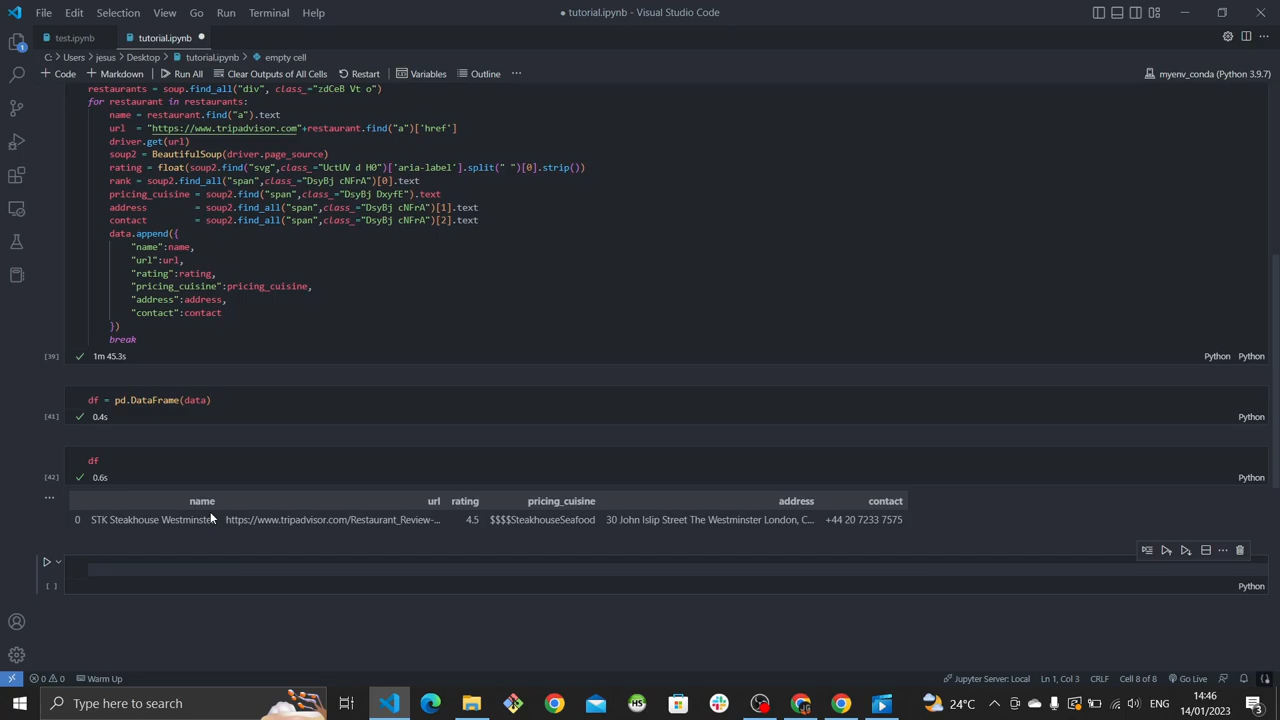 File Edit Selection View Go Run Terminal Help
● tutorial.ipynb - Visual Studio Code
test.ipynb tutorial.ipynb
C: > Users > jesus > Desktop > tutorial.ipynb > empty cell
+ Code + Markdown Run All Clear Outputs of All Cells Restart Variables Outline ···
myenv_conda (Python 3.9.7)
restaurants = soup.find_all("div", class_="zdCeB Vt o")
for restaurant in restaurants:
name = restaurant.find("a").text
url = "https://www.tripadvisor.com"+restaurant.find("a")['href']
driver.get(url)
soup2 = BeautifulSoup(driver.page_source)
rating = float(soup2.find("svg",class_="UctUV d H0")['aria-label'].split(" ")[0].strip())
rank = soup2.find_all("span",class_="DsyBj cNFrA")[0].text
pricing_cuisine = soup2.find("span",class_="DsyBj DxyfE").text
address = soup2.find_all("span",class_="DsyBj cNFrA")[1].text
contact = soup2.find_all("span",class_="DsyBj cNFrA")[2].text
data.append({
"name":name,
"url":url,
"rating":rating,
"pricing_cuisine":pricing_cuisine,
"address":address,
"contact":contact
})
break
[39] 1m 45.3s Python Python
df = pd.DataFrame(data)
[41] 0.4s Python
df
[42] 0.6s Python
name url rating pricing_cuisine address contact
0 STK Steakhouse Westminster https://www.tripadvisor.com/Restaurant_Review-... 4.5 $$$$SteakhouseSeafood 30 John Islip Street The Westminster London, C... +44 20 7233 7575
[ ] Python
0 0 Warm Up
Jupyter Server: Local Ln 1, Col 3 CRLF Cell 8 of 8 Go Live
Type here to search
HS
24°C
ENG
14:46
14/01/2023
3